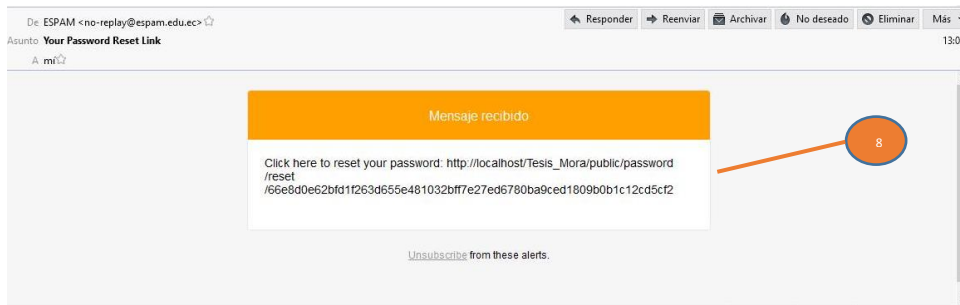 De ESPAM <no-replay@espam.edu.ec>
Responder Reenviar Archivar No deseado Eliminar Más
Asunto Your Password Reset Link
13:0
A mí
Mensaje recibido
8
Click here to reset your password: http://localhost/Tesis_Mora/public/password
/reset
/66e8d0e62bfd1f263d655e481032bff7e27ed6780ba9ced1809b0b1c12cd5cf2
Unsubscribe from these alerts.